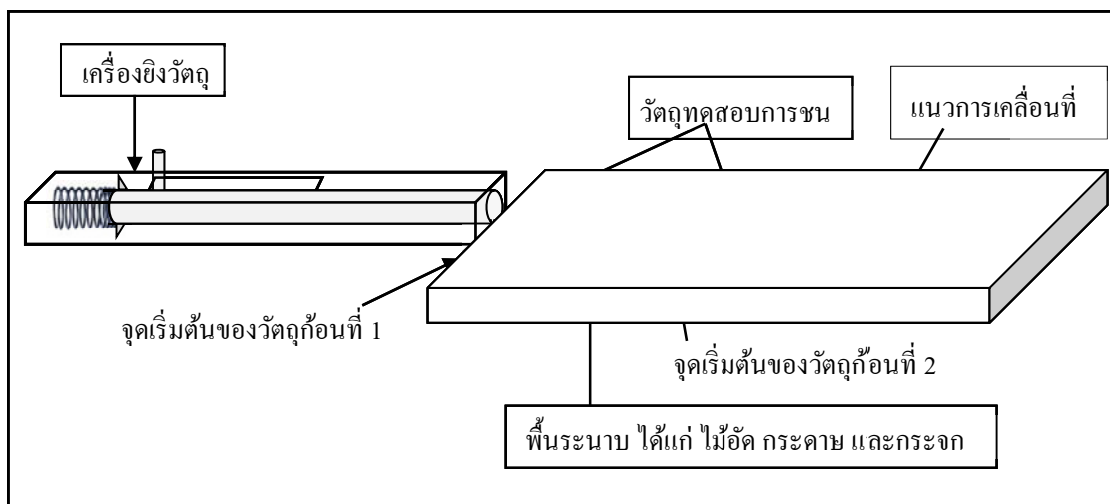 เครื่องยิงวัตถุ
วัตถุทดสอบการชน
แนวการเคลื่อนที่
จุดเริ่มต้นของวัตถุก้อนที่ 1
จุดเริ่มต้นของวัตถุก้อนที่ 2
พื้นระนาบ ได้แก่ ไม้อัด กระดาษ และกระจก